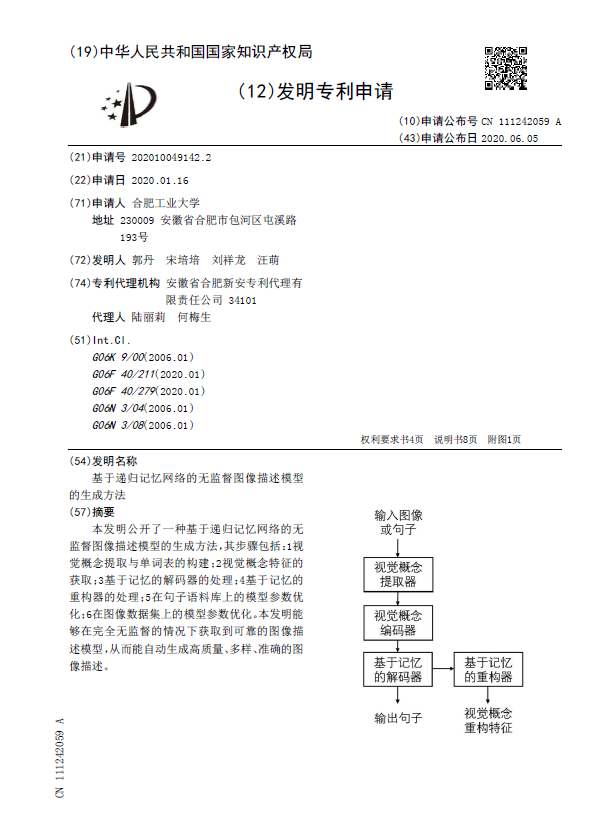 (19)中华人民共和国国家知识产权局
(12)发明专利申请
(10)申请公布号 CN 111242059 A
(43)申请公布日 2020.06.05
(21)申请号 202010049142.2
(22)申请日 2020.01.16
(71)申请人 合肥工业大学
地址 230009 安徽省合肥市包河区屯溪路
193号
(72)发明人 郭丹 宋培培 刘祥龙 汪萌
(74)专利代理机构 安徽省合肥新安专利代理有
限责任公司 34101
代理人 陆丽莉 何梅生
(51)Int.Cl.
G06K 9/00(2006.01)
G06F 40/211(2020.01)
G06F 40/279(2020.01)
G06N 3/04(2006.01)
G06N 3/08(2006.01)
权利要求书4页 说明书8页 附图1页
(54)发明名称
基于递归记忆网络的无监督图像描述模型
的生成方法
(57)摘要
本发明公开了一种基于递归记忆网络的无
监督图像描述模型的生成方法,其步骤包括:1视
觉概念提取与单词表的构建;2视觉概念特征的
获取;3基于记忆的解码器的处理;4基于记忆的
重构器的处理;5在句子语料库上的模型参数优
化;6在图像数据集上的模型参数优化。本发明能
够在完全无监督的情况下获取到可靠的图像描
述模型,从而能自动生成高质量、多样、准确的图
像描述。
输入图像
或句子
视觉概念
提取器
视觉概念
编码器
基于记忆
的解码器
基于记忆
的重构器
输出句子
视觉概念
重构特征
CN 111242059 A